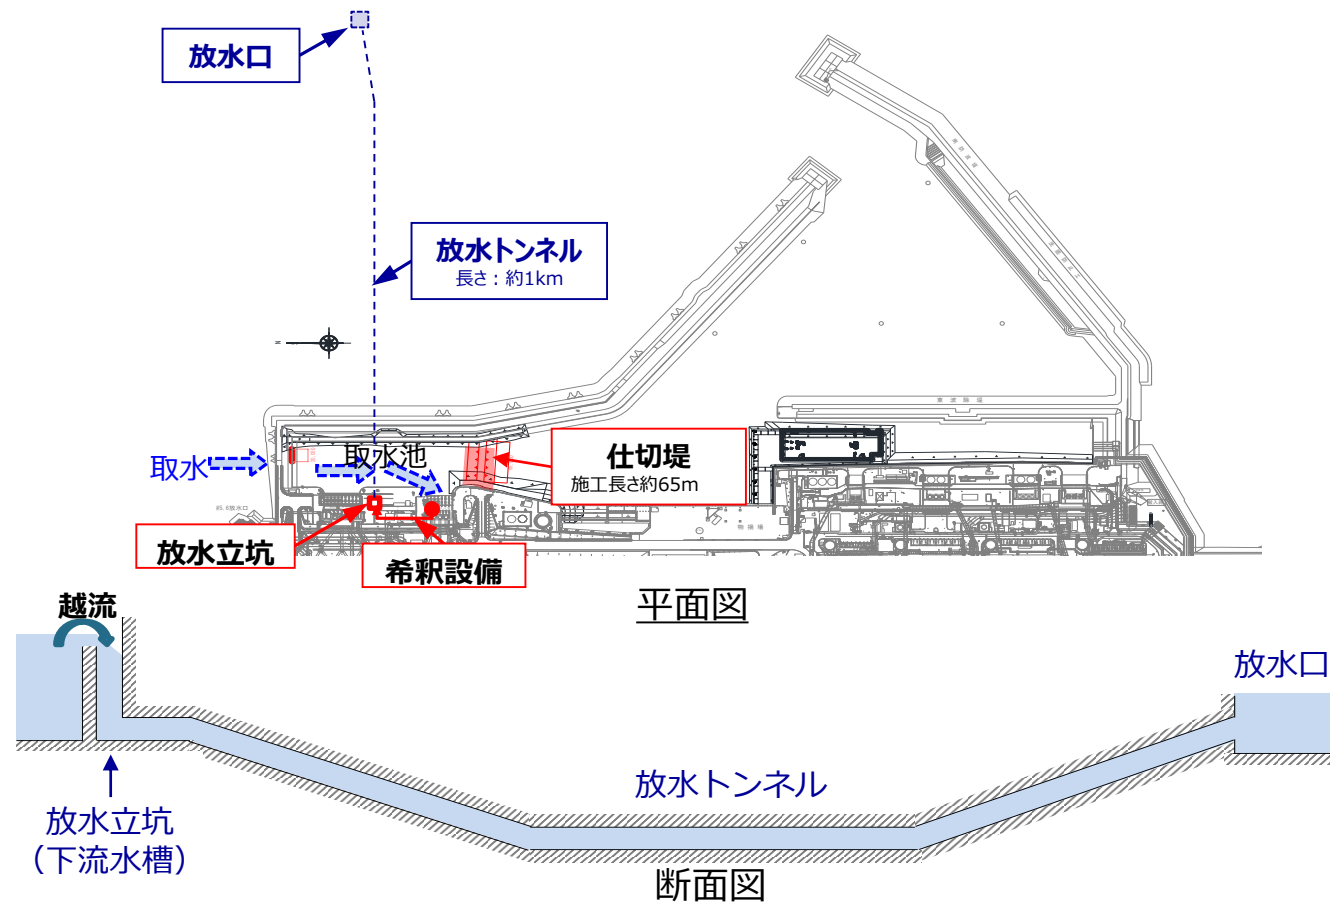 放水口
放水トンネル
長さ：約1km
取水
取水池
仕切堤
施工長さ約65m
放水立坑
希釈設備
平面図
越流
放水口
放水トンネル
放水立坑
（下流水槽）
断面図